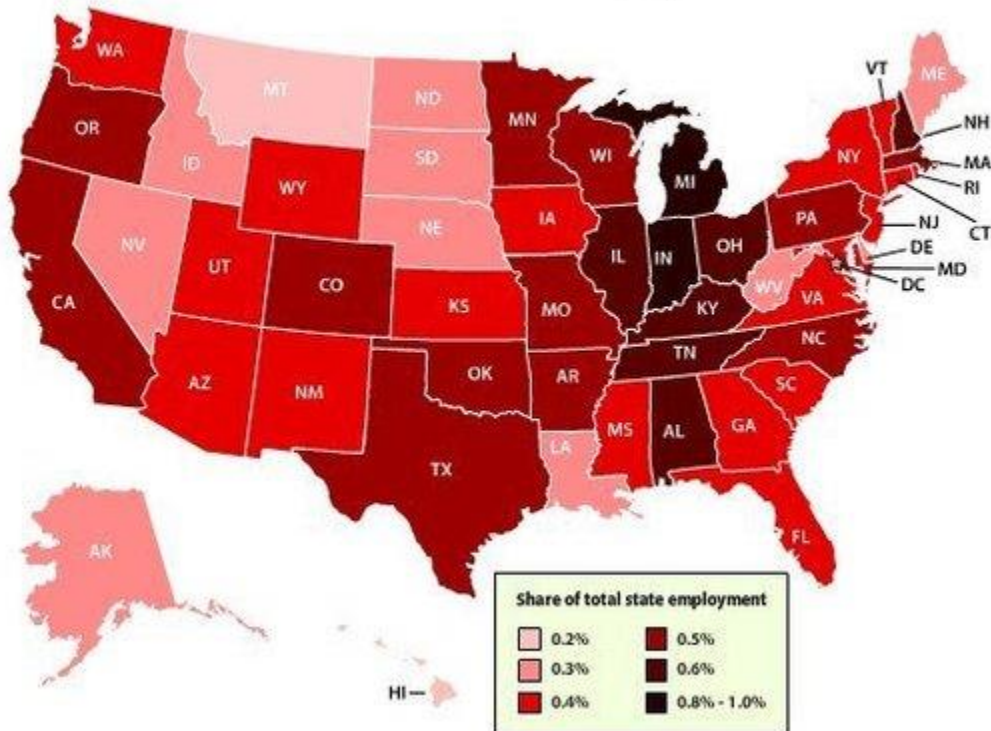 WA
MT
ND
MN
VT
ME
OR
ID
SD
WI
MI
NY
NH
MA
RI
CT
WY
NE
IA
PA
NJ
DE
MD
DC
NV
UT
CO
KS
MO
IL
IN
OH
WV
VA
KY
CA
AZ
NM
OK
AR
TN
NC
SC
TX
LA
MS
AL
GA
FL
AK
HI
Share of total state employment
0.2%
0.3%
0.4%
0.5%
0.6%
0.8% - 1.0%